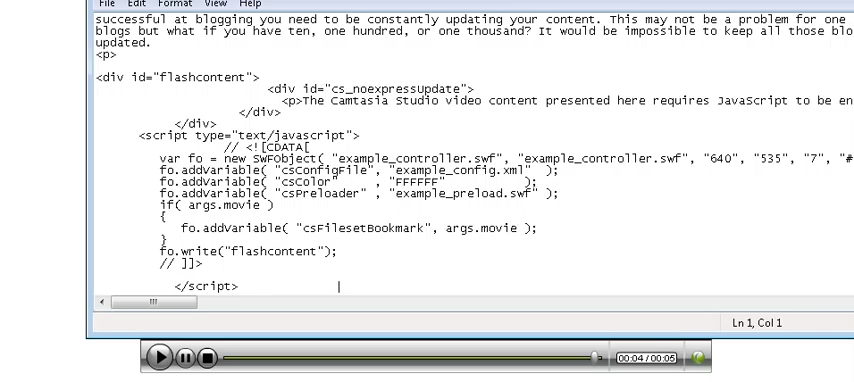 File Edit Format View Help
successful at blogging you need to be constantly updating your content. This may not be a problem for one
blogs but what if you have ten, one hundred, or one thousand? It would be impossible to keep all those blo
updated.
<p>
<div id="flashcontent">
<div id="cs_noexpressUpdate">
<p>The Camtasia Studio video content presented here requires JavaScript to be en
</div>
</div>
<script type="text/javascript">
// <![CDATA[
var fo = new SWFObject( "example_controller.swf", "example_controller.swf", "640", "535", "7", "#
fo.addVariable( "csConfigFile", "example_config.xml" );
fo.addVariable( "csColor" , "FFFFFF" );
fo.addVariable( "csPreloader" , "example_preload.swf" );
if( args.movie )
{
fo.addVariable( "csFilesetBookmark", args.movie );
}
fo.write("flashcontent");
// ]]>
</script>
Ln 1, Col 1
00:04 / 00:05